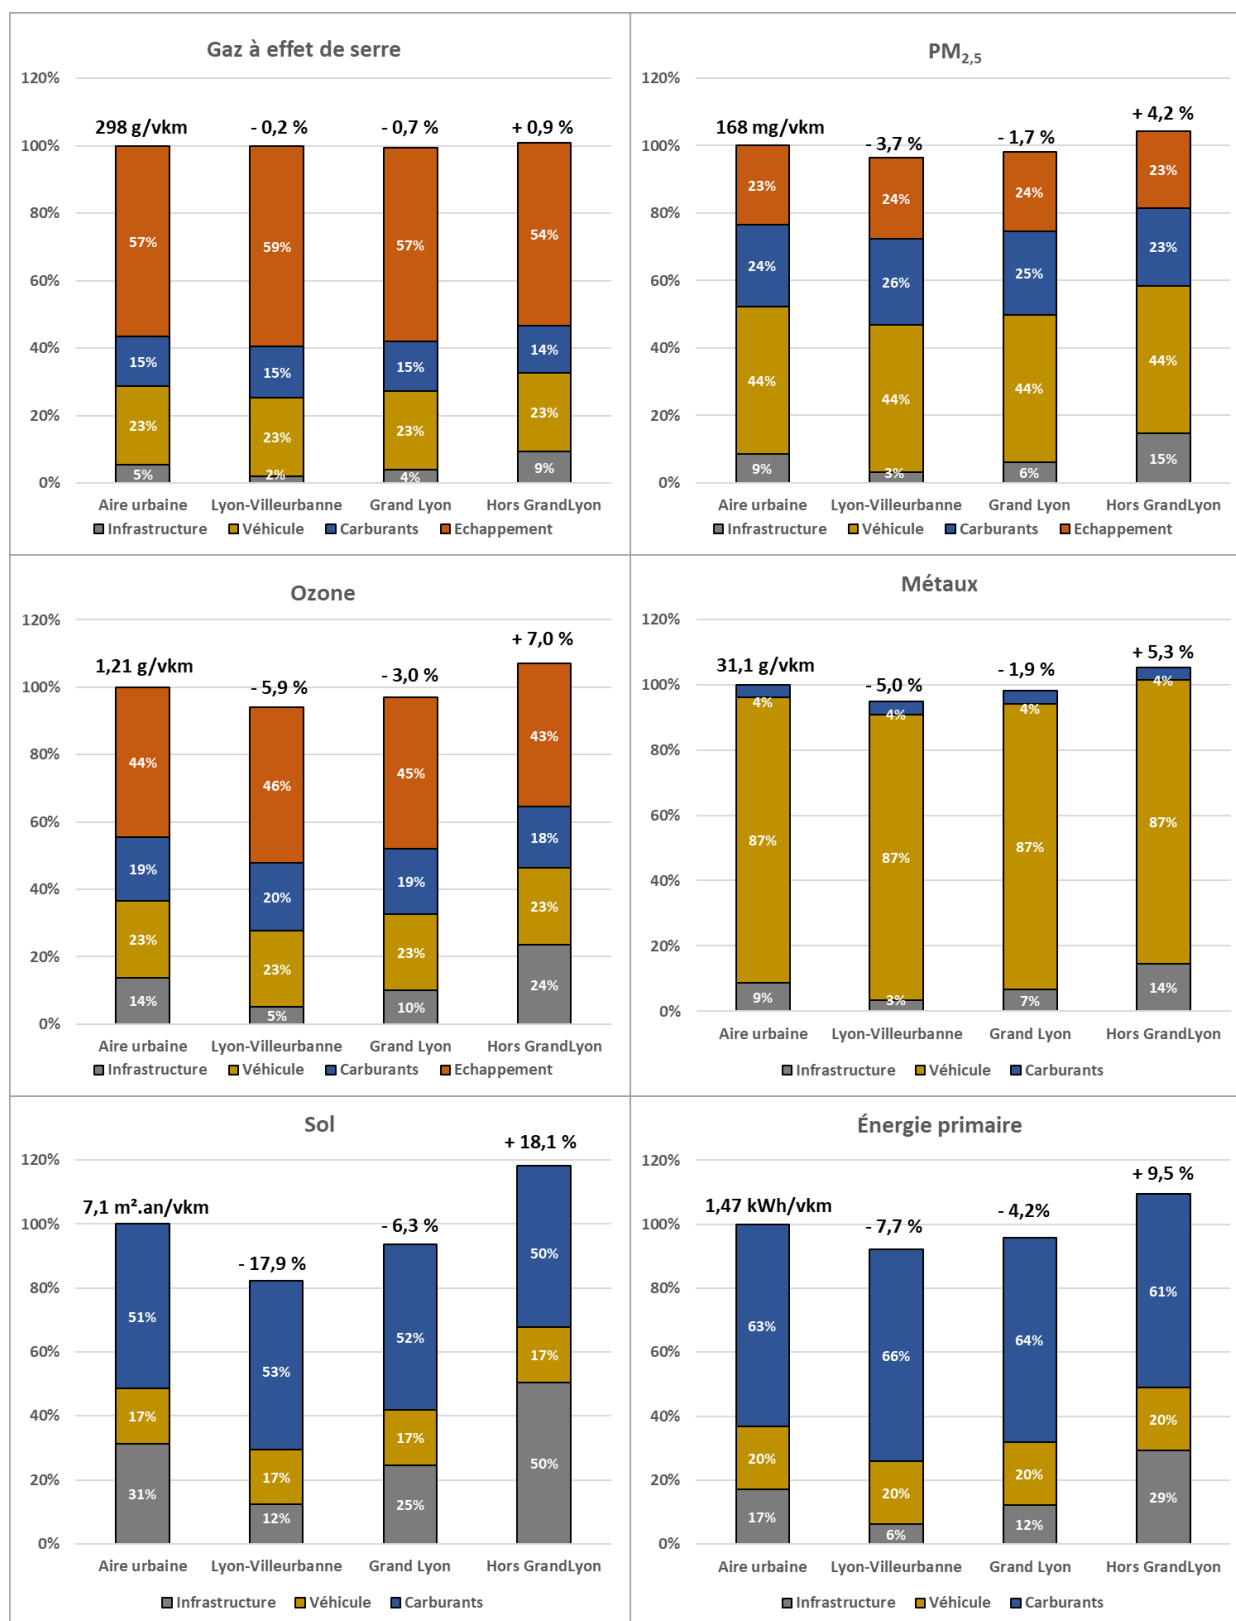 Gaz à effet de serre
120%
298 g/vkm - 0,2 % - 0,7 % + 0,9 %
100%
80%
57% 59% 57% 54%
60%
40%
15% 15% 15% 14%
20%
23% 23% 23% 23%
5% 2% 4% 9%
0%
Aire urbaine Lyon-Villeurbanne Grand Lyon Hors GrandLyon
Infrastructure Véhicule Carburants Echappement
PM2,5
120%
168 mg/vkm - 3,7 % - 1,7 % + 4,2 %
100%
23% 24% 24% 23%
80%
24% 26% 25% 23%
60%
40%
44% 44% 44% 44%
20%
9% 3% 6% 15%
0%
Aire urbaine Lyon-Villeurbanne Grand Lyon Hors GrandLyon
Infrastructure Véhicule Carburants Echappement
Ozone
120%
1,21 g/vkm - 5,9 % - 3,0 % + 7,0 %
100%
80%
44% 46% 45% 43%
60%
40%
19% 20% 19% 18%
20%
23% 23% 23% 23%
14% 5% 10% 24%
0%
Aire urbaine Lyon-Villeurbanne Grand Lyon Hors GrandLyon
Infrastructure Véhicule Carburants Echappement
Métaux
120%
31,1 g/vkm - 5,0 % - 1,9 % + 5,3 %
100%
4% 4% 4% 4%
80%
60%
87% 87% 87% 87%
40%
20%
9% 3% 7% 14%
0%
Aire urbaine Lyon-Villeurbanne Grand Lyon Hors GrandLyon
Infrastructure Véhicule Carburants
Sol
120%
7,1 m².an/vkm - 17,9 % - 6,3 % + 18,1 %
100%
80%
51% 53% 52% 50%
60%
40%
17% 17% 17% 17%
20%
31% 12% 25% 50%
0%
Aire urbaine Lyon-Villeurbanne Grand Lyon Hors GrandLyon
Infrastructure Véhicule Carburants
Énergie primaire
120%
1,47 kWh/vkm - 7,7 % - 4,2% + 9,5 %
100%
80%
63% 66% 64% 61%
60%
40%
20% 20% 20% 20%
20%
17% 6% 12% 29%
0%
Aire urbaine Lyon-Villeurbanne Grand Lyon Hors GrandLyon
Infrastructure Véhicule Carburants